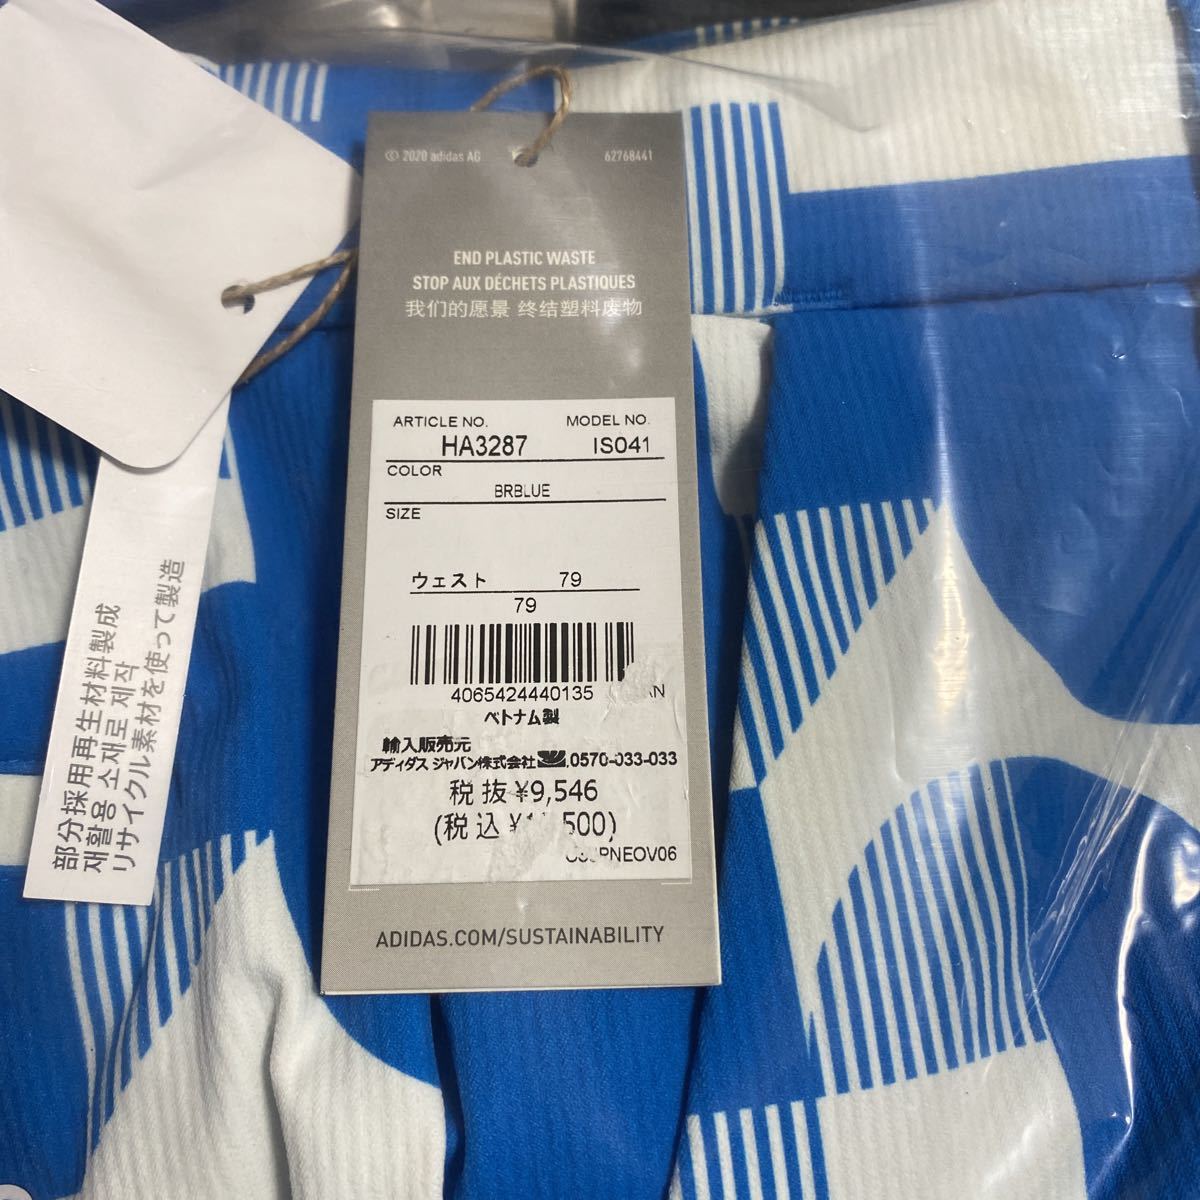 © 2020 adidas AG 62768441
END PLASTIC WASTE
STOP AUX DÉCHETS PLASTIQUES
我们的愿景 终结塑料废物
ARTICLE NO. MODEL NO.
HA3287 IS041
COLOR
BRBLUE
SIZE
ウェスト 79
79
4065424440135
ベトナム製
輸入販売元
アディダス ジャパン株式会社 0570-033-033
税抜¥9,546
(税込¥ 500)
PNEOV06
ADIDAS.COM/SUSTAINABILITY
部分採用再生材料製成
재활용 소재로 제작
リサイクル素材を使って製造